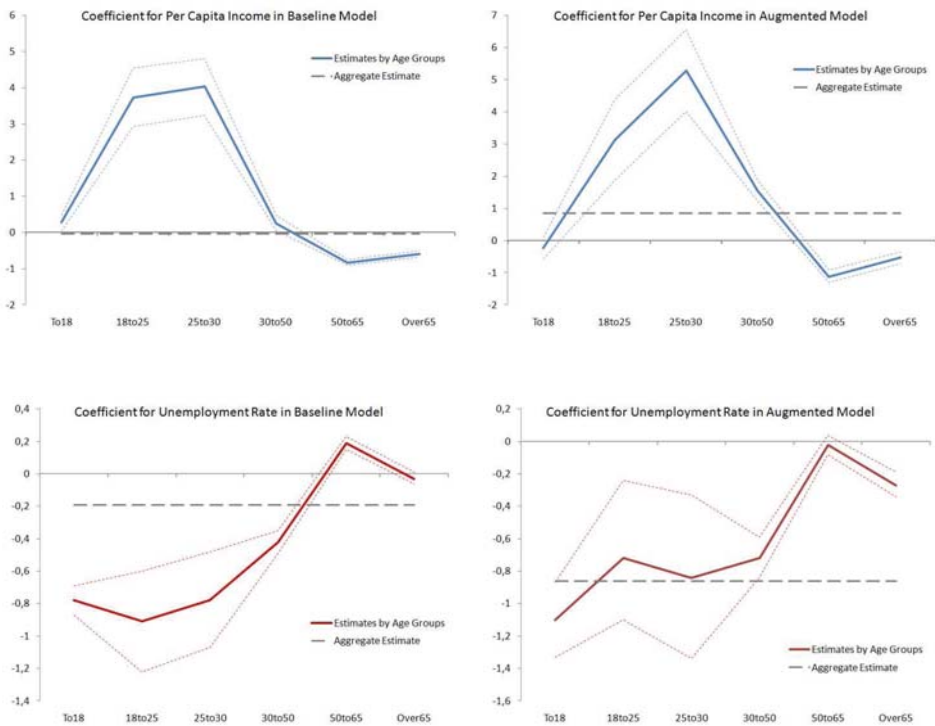 Coefficient for Per Capita Income in Baseline Model
6
5
4
3
2
1
0
-1
-2
To18
18to25
25to30
30to50
50to65
Over65
Estimates by Age Groups
Aggregate Estimate
Coefficient for Per Capita Income in Augmented Model
7
6
5
4
3
2
1
0
-1
-2
To18
18to25
25to30
30to50
50to65
Over65
Estimates by Age Groups
Aggregate Estimate
Coefficient for Unemployment Rate in Baseline Model
0,4
0,2
0
-0,2
-0,4
-0,6
-0,8
-1
-1,2
-1,4
To18
18to25
25to30
30to50
50to65
Over65
Estimates by Age Groups
Aggregate Estimate
Coefficient for Unemployment Rate in Augmented Model
0,2
0
-0,2
-0,4
-0,6
-0,8
-1
-1,2
-1,4
-1,6
To18
18to25
25to30
30to50
50to65
Over65
Estimates by Age Groups
Aggregate Estimate